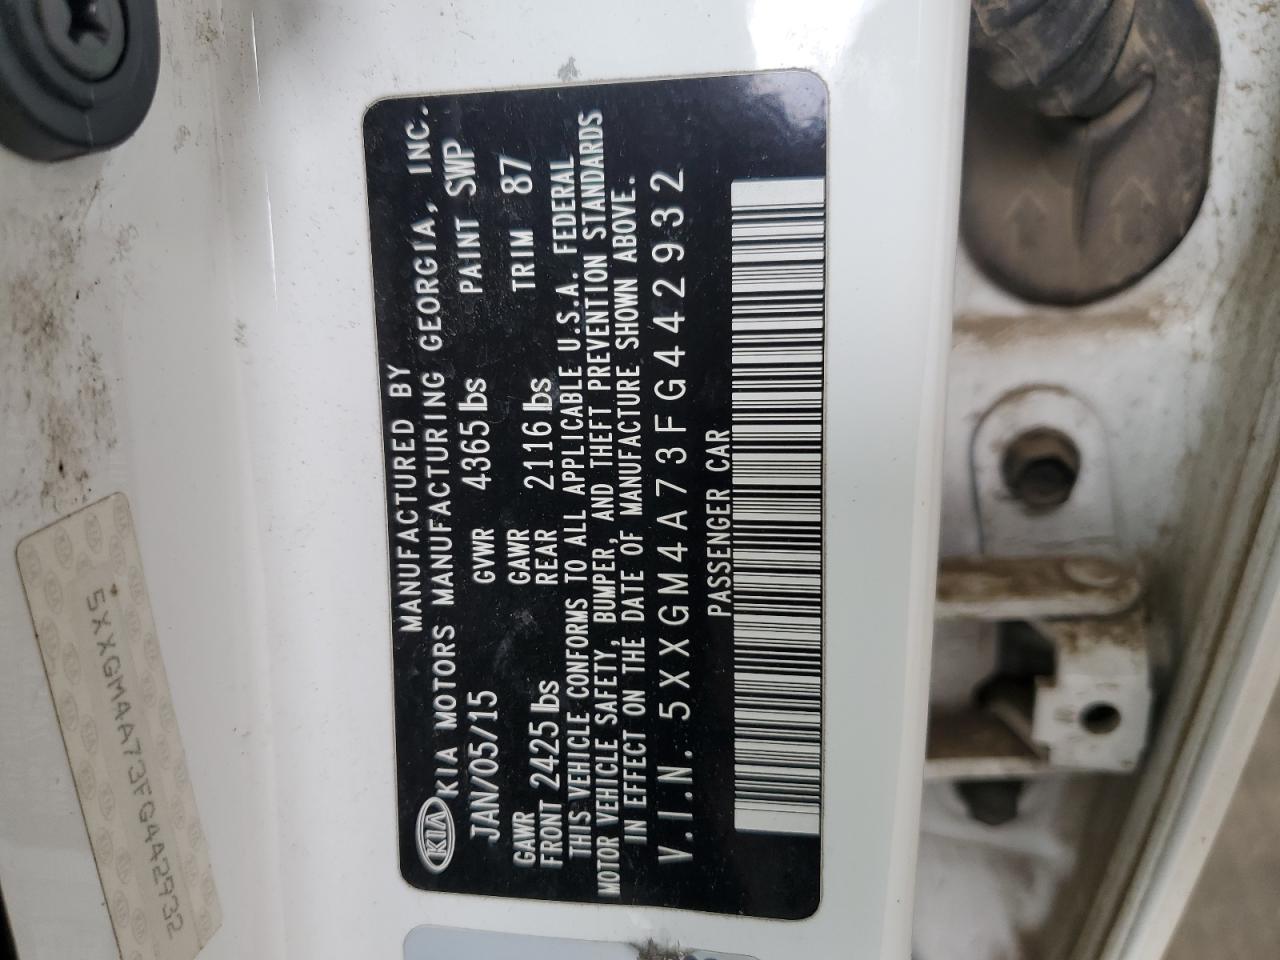 MANUFACTURED BY
KIA KIA MOTORS MANUFACTURING GEORGIA, INC.
JAN/05/15 GVWR 4365 lbs PAINT SWP
GAWR GAWR TRIM 87
FRONT 2425 lbs REAR 2116 lbs
THIS VEHICLE CONFORMS TO ALL APPLICABLE U.S.A. FEDERAL
MOTOR VEHICLE SAFETY, BUMPER, AND THEFT PREVENTION STANDARDS
IN EFFECT ON THE DATE OF MANUFACTURE SHOWN ABOVE.
V.I.N. 5XXGM4A73FG442932
PASSENGER CAR
5XXGM4A73FG442932